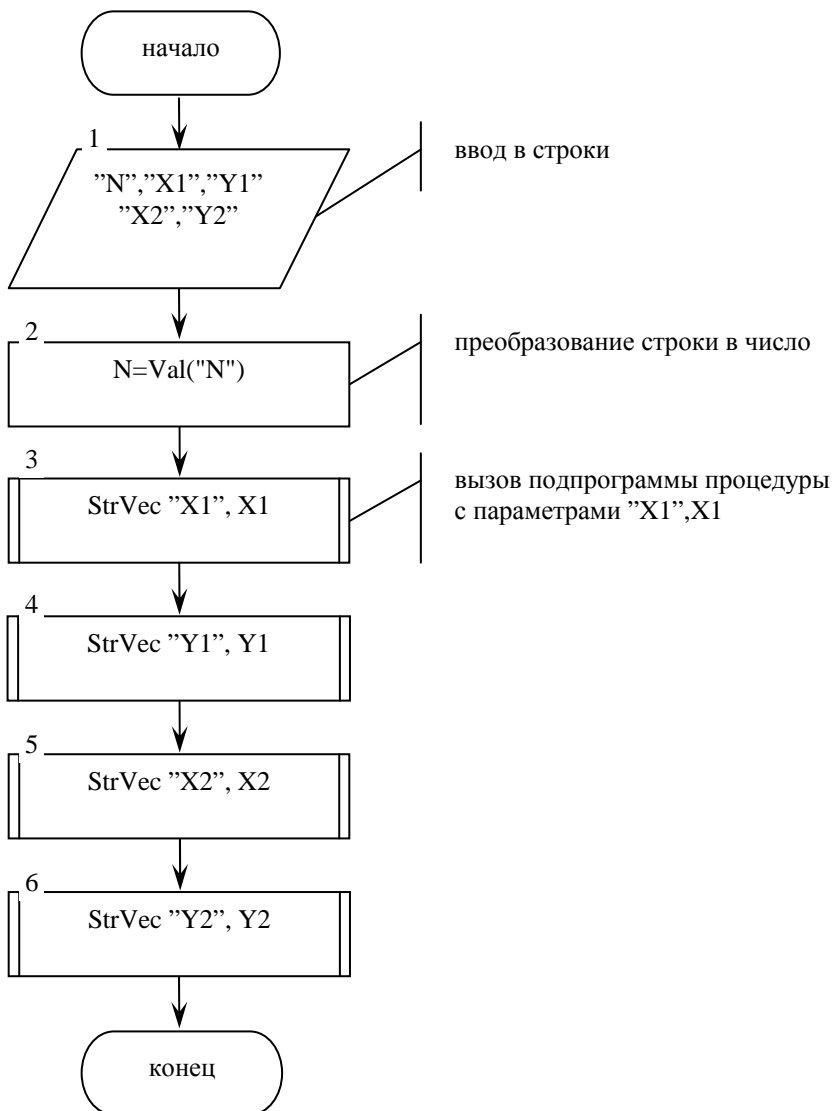 начало
1
”N”,”X1”,”Y1”
”X2”,”Y2”
ввод в строки
2
N=Val("N")
преобразование строки в число
3
StrVec ”X1”, X1
вызов подпрограммы процедуры
с параметрами ”X1”,X1
4
StrVec ”Y1”, Y1
5
StrVec ”X2”, X2
6
StrVec ”Y2”, Y2
конец